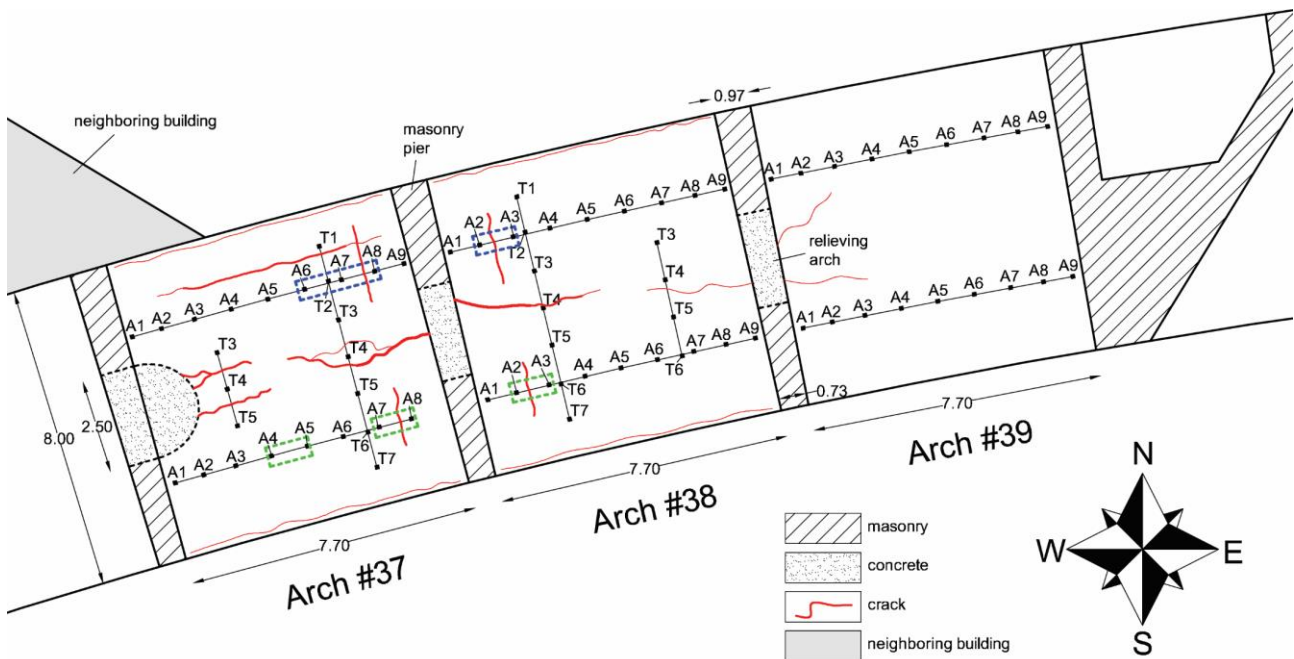 neighboring building
masonry
pier
0.97
relieving
arch
A1 A2 A3 A4 A5 A6 A7 A8 A9
T1
T2
T3
T4
T5
T6
T7
T3
T4
T5
A1 A2 A3 A4 A5 A6 A7 A8
A1 A2 A3 A4 A5 A6 A7 A8 A9
T1
T2
T3
T4
T5
T6
T7
T3
T4
T5
T6
A1 A2 A3 A4 A5 A6 A7 A8 A9
A1 A2 A3 A4 A5 A6 A7 A8 A9
A1 A2 A3 A4 A5 A6 A7 A8 A9
8.00
2.50
0.73
7.70
7.70
7.70
Arch #37
Arch #38
Arch #39
masonry
concrete
crack
neighboring building
N
W E
S